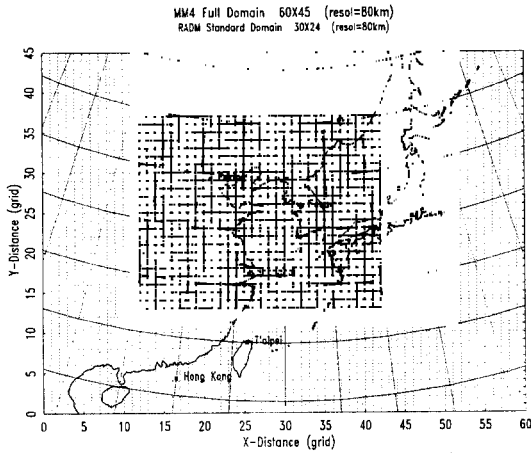 MM4 Full Domain 60X45 (resol=80km)
RADM Standard Domain 30X24 (resol=80km)
45
40
35
30
25
20
15
10
5
0
Y-Distance (grid)
Taipei
Hong Kong
0 5 10 15 20 25 30 35 40 45 50 55 60
X-Distance (grid)